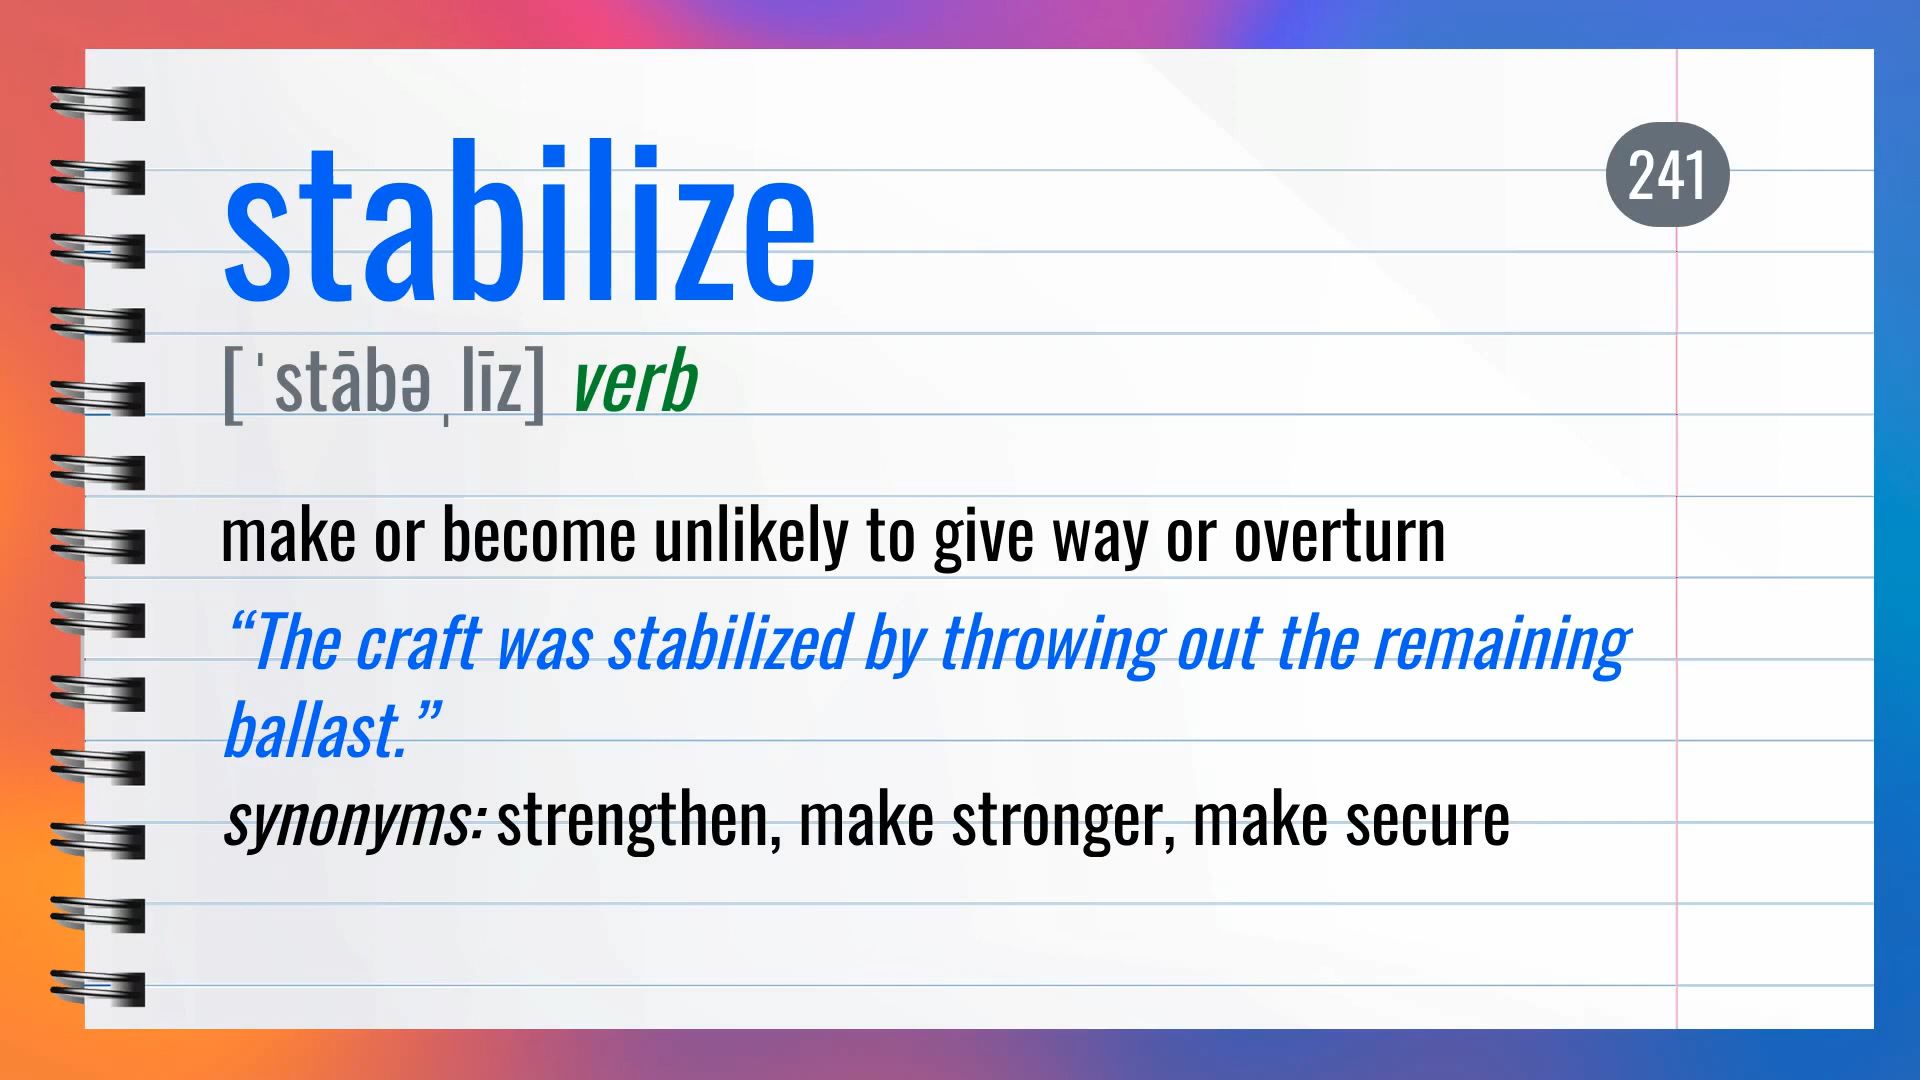 stabilize
241
[ˈstābəˌlīz] verb
make or become unlikely to give way or overturn
“The craft was stabilized by throwing out the remaining
ballast.”
synonyms: strengthen, make stronger, make secure